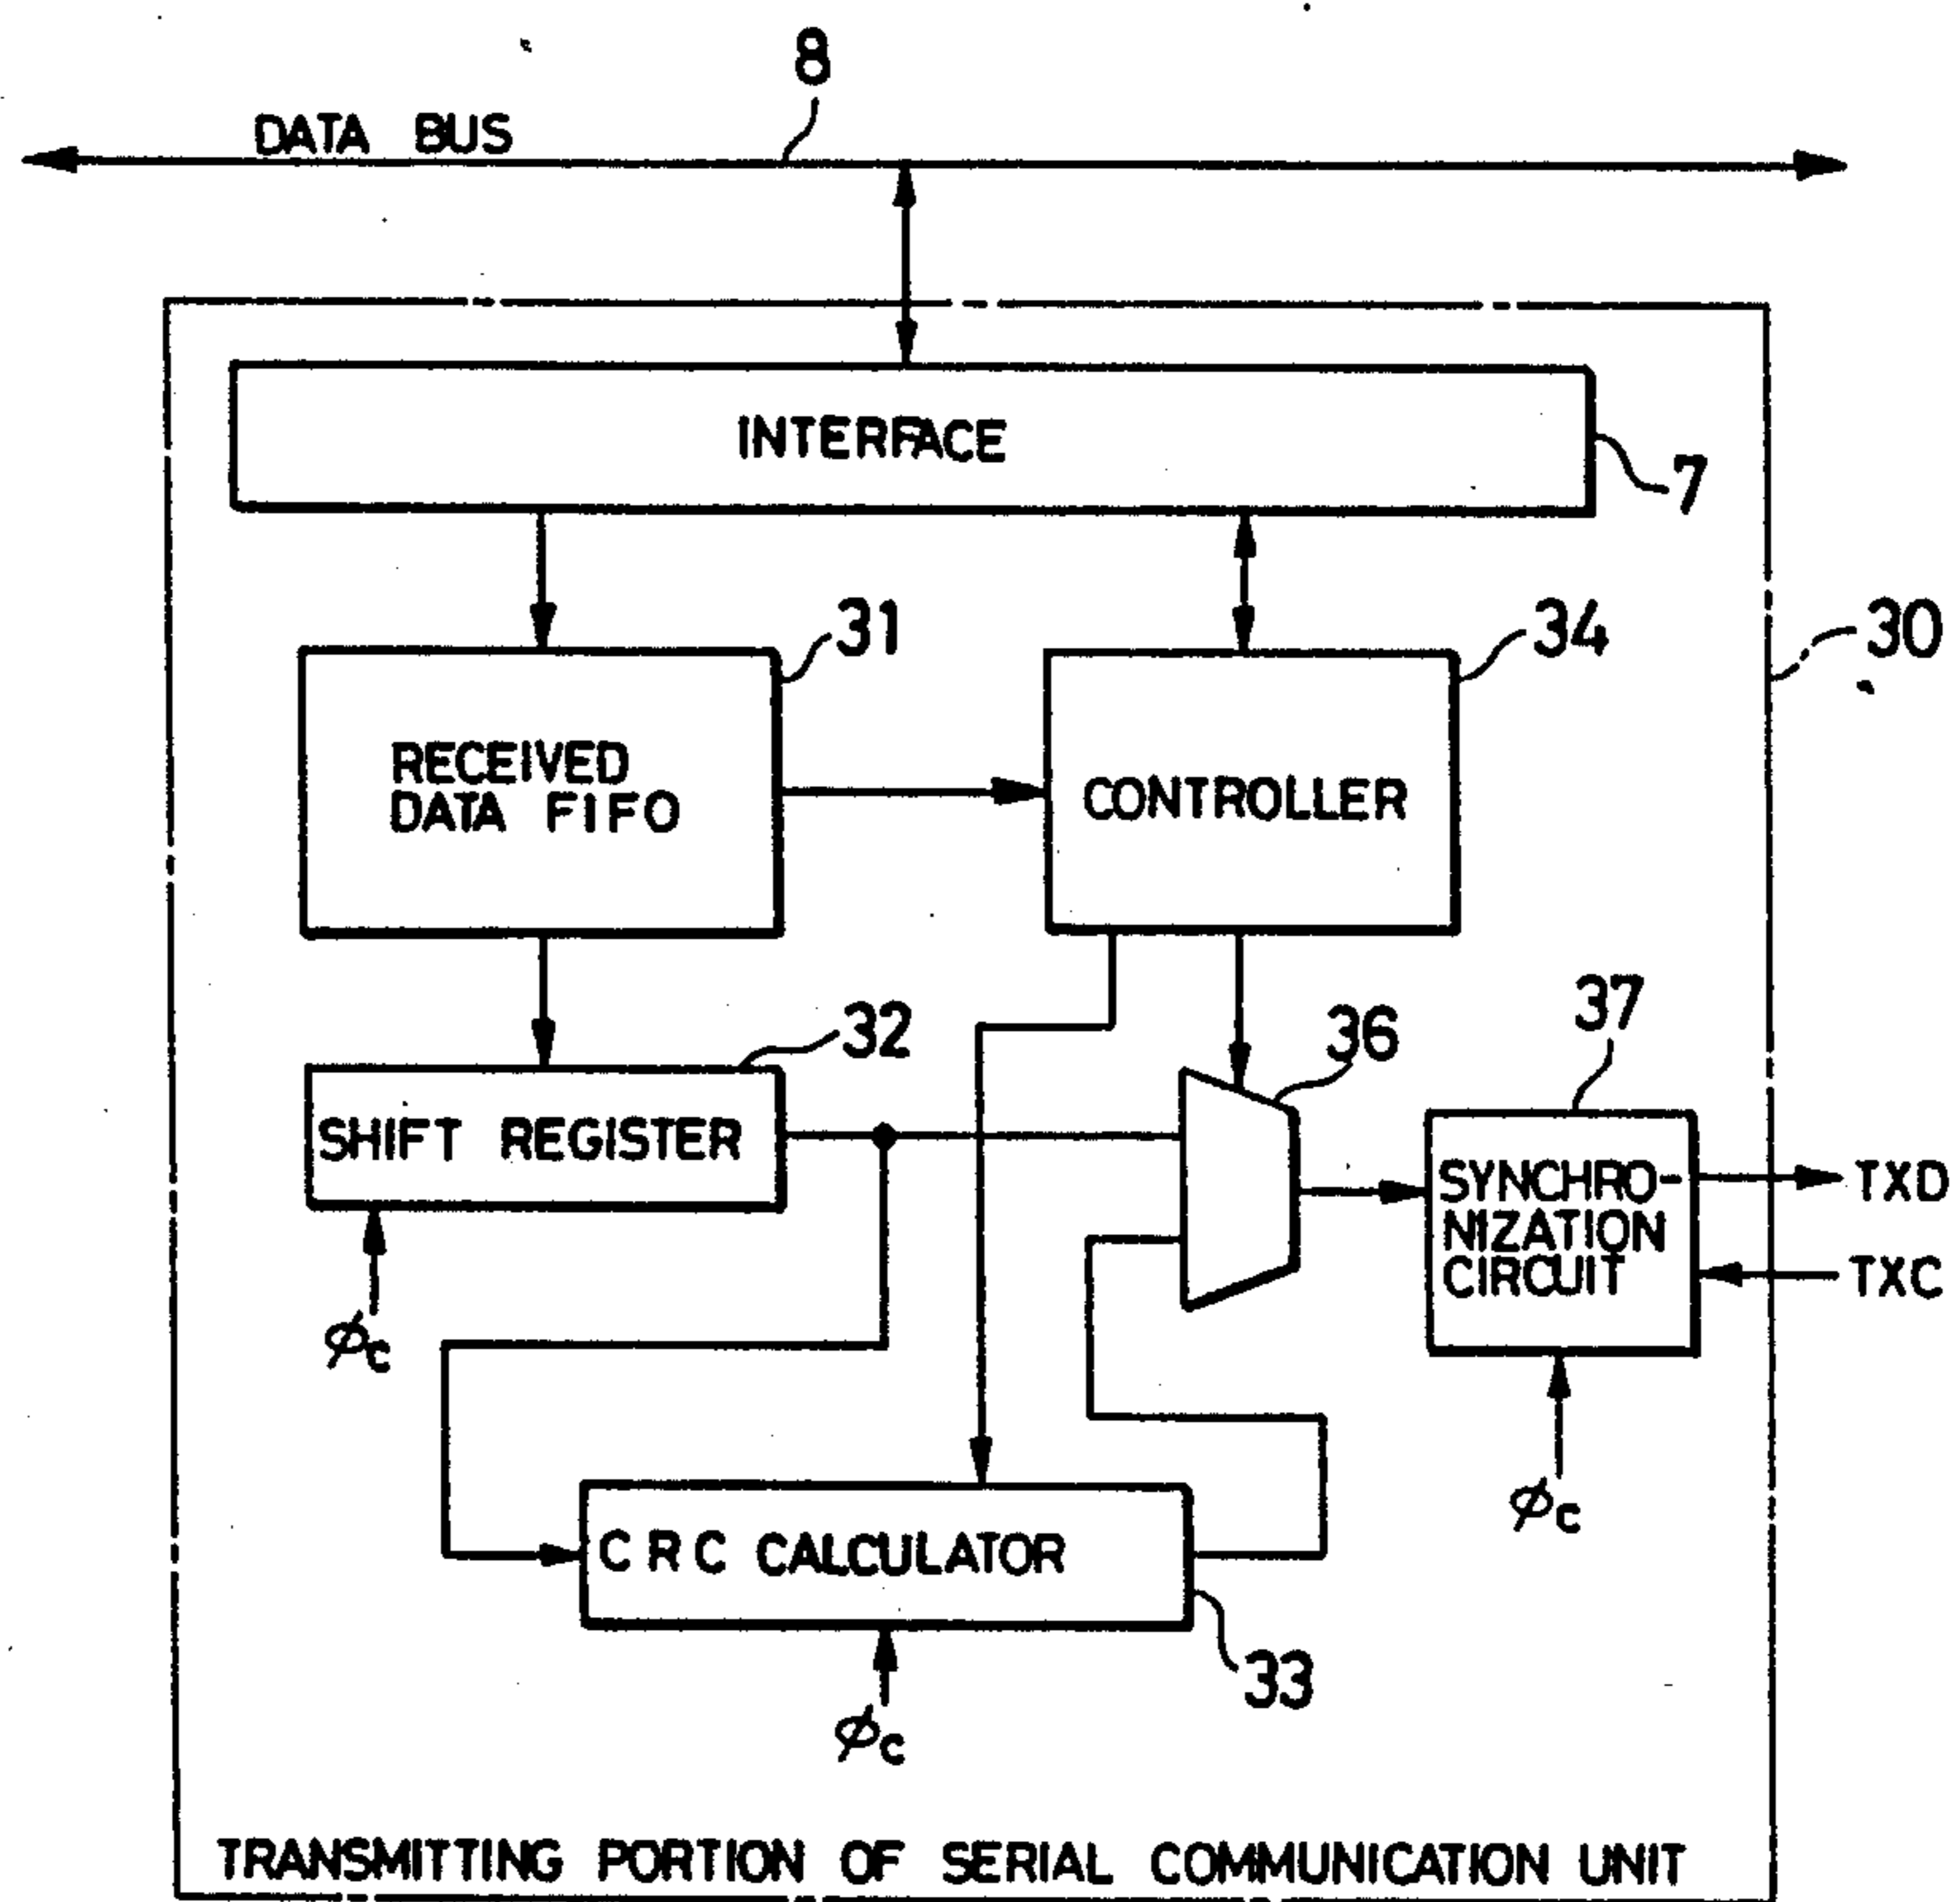 8
DATA BUS
INTERFACE
7
31
34
30
RECEIVED
DATA FIFO
CONTROLLER
32
36
37
SHIFT REGISTER
SYNCHRO-
NIZATION
CIRCUIT
TXD
TXC
φc
φc
CRC CALCULATOR
33
φc
TRANSMITTING PORTION OF SERIAL COMMUNICATION UNIT